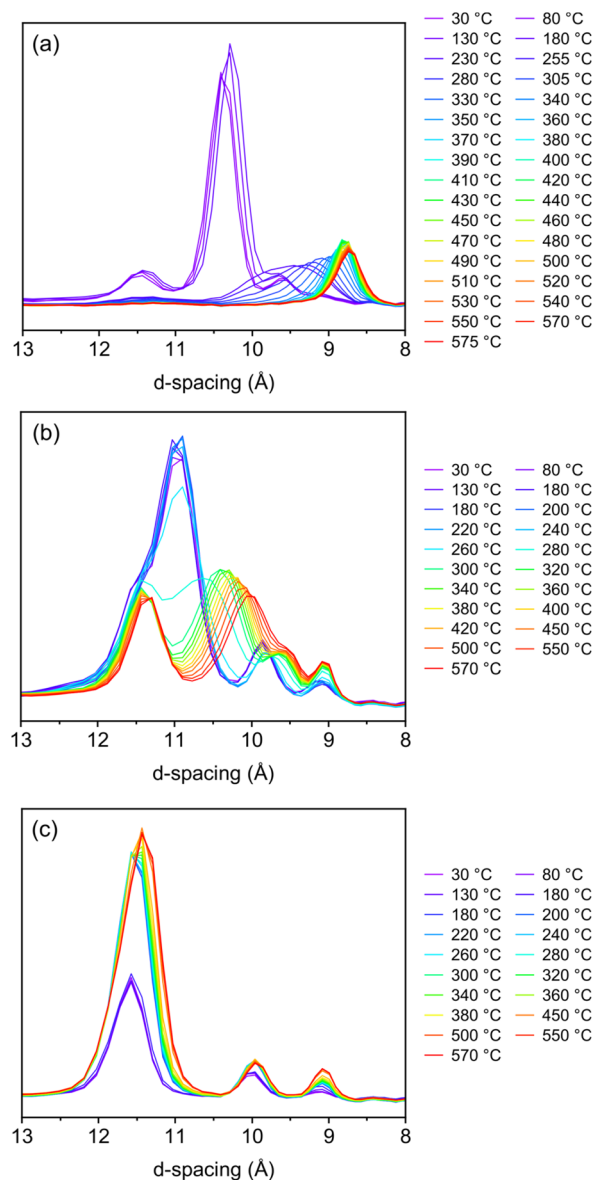 (a)
30 °C 80 °C
130 °C 180 °C
230 °C 255 °C
280 °C 305 °C
330 °C 340 °C
350 °C 360 °C
370 °C 380 °C
390 °C 400 °C
410 °C 420 °C
430 °C 440 °C
450 °C 460 °C
470 °C 480 °C
490 °C 500 °C
510 °C 520 °C
530 °C 540 °C
550 °C 570 °C
575 °C
13 12 11 10 9 8
d-spacing (Å)
(b)
30 °C 80 °C
130 °C 180 °C
180 °C 200 °C
220 °C 240 °C
260 °C 280 °C
300 °C 320 °C
340 °C 360 °C
380 °C 400 °C
420 °C 450 °C
500 °C 550 °C
570 °C
13 12 11 10 9 8
d-spacing (Å)
(c)
30 °C 80 °C
130 °C 180 °C
180 °C 200 °C
220 °C 240 °C
260 °C 280 °C
300 °C 320 °C
340 °C 360 °C
380 °C 450 °C
500 °C 550 °C
570 °C
13 12 11 10 9 8
d-spacing (Å)